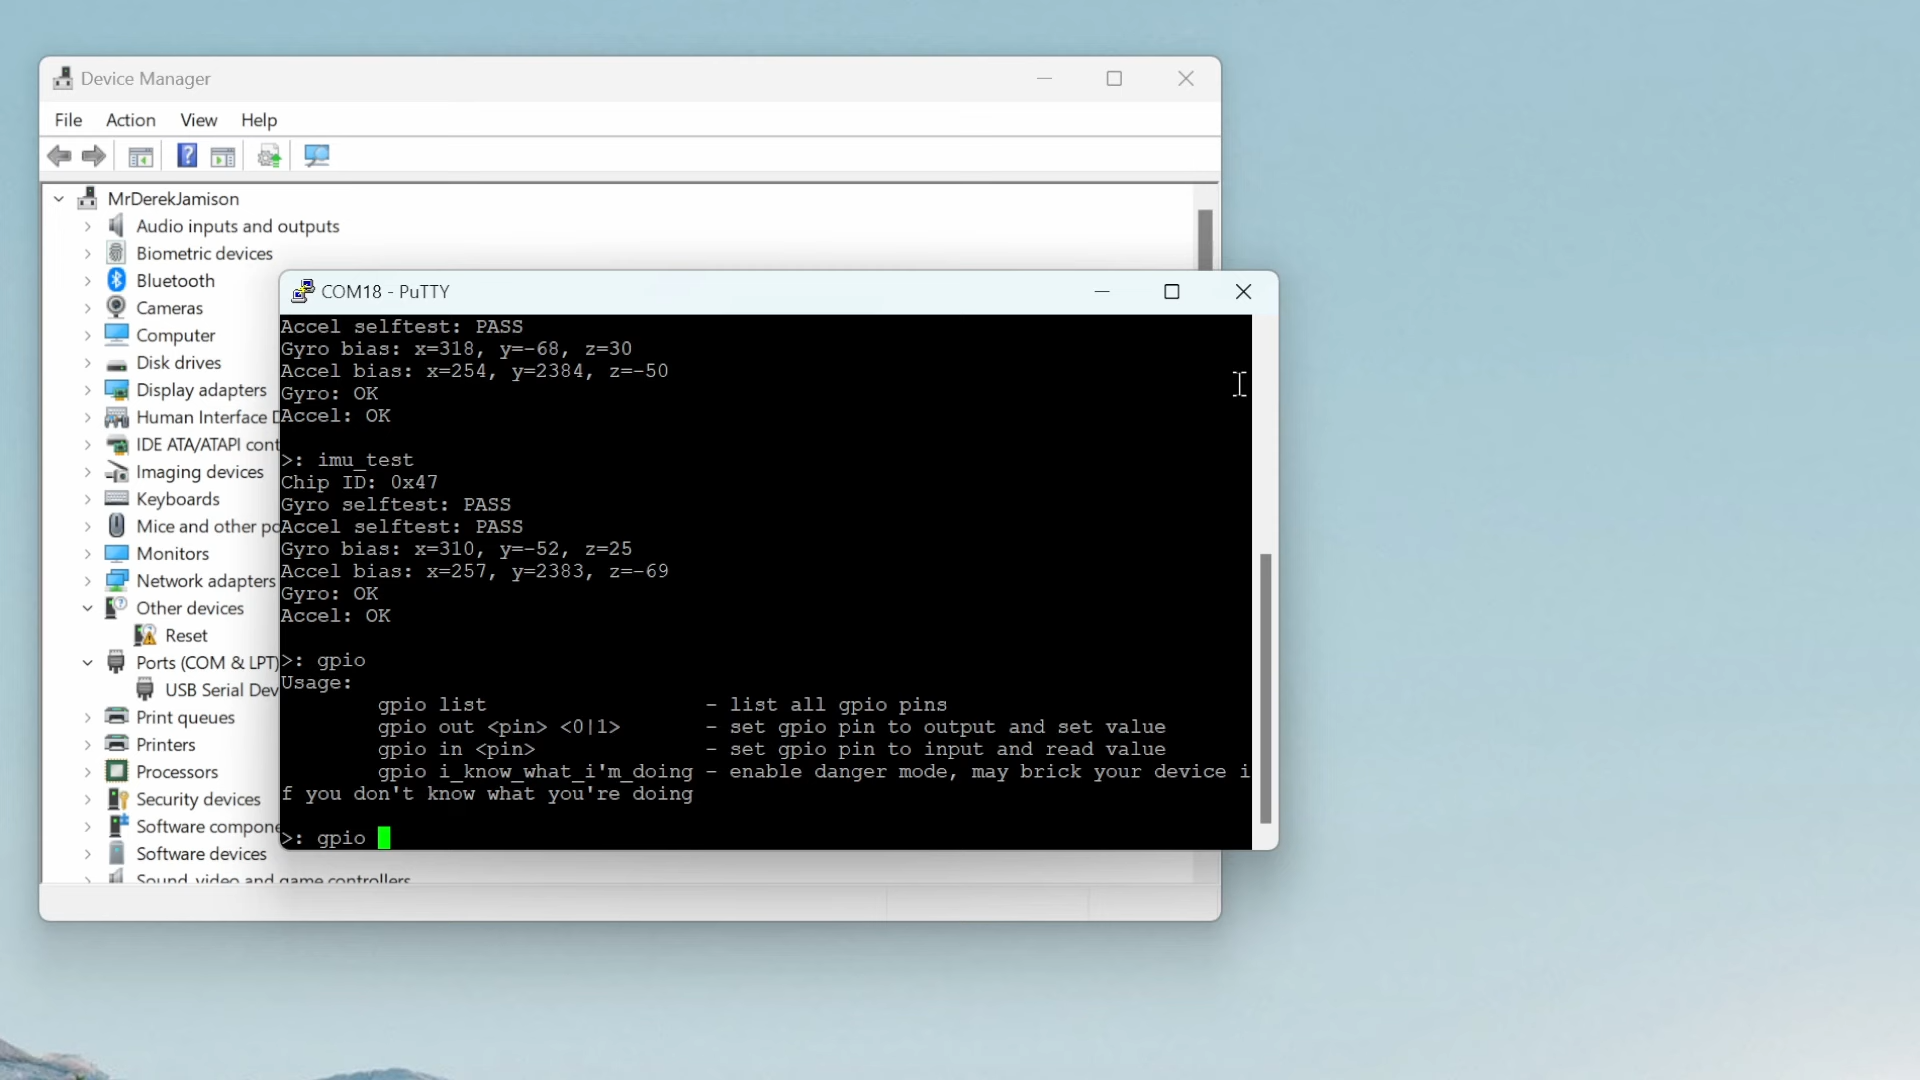 Device Manager
File Action View Help
MrDerekJamison
Audio inputs and outputs
Biometric devices
Bluetooth
Cameras
Computer
Disk drives
Display adapters
Human Interface D
IDE ATA/ATAPI cont
Imaging devices
Keyboards
Mice and other po
Monitors
Network adapters
Other devices
Reset
Ports (COM & LPT)
USB Serial Dev
Print queues
Printers
Processors
Security devices
Software compone
Software devices
Sound, video and game controllers
COM18 - PuTTY
Accel selftest: PASS
Gyro bias: x=318, y=-68, z=30
Accel bias: x=254, y=2384, z=-50
Gyro: OK
Accel: OK
>: imu_test
Chip ID: 0x47
Gyro selftest: PASS
Accel selftest: PASS
Gyro bias: x=310, y=-52, z=25
Accel bias: x=257, y=2383, z=-69
Gyro: OK
Accel: OK
>: gpio
Usage:
gpio list - list all gpio pins
gpio out <pin> <0|1> - set gpio pin to output and set value
gpio in <pin> - set gpio pin to input and read value
gpio i_know_what_i'm_doing - enable danger mode, may brick your device i
f you don't know what you're doing
>: gpio